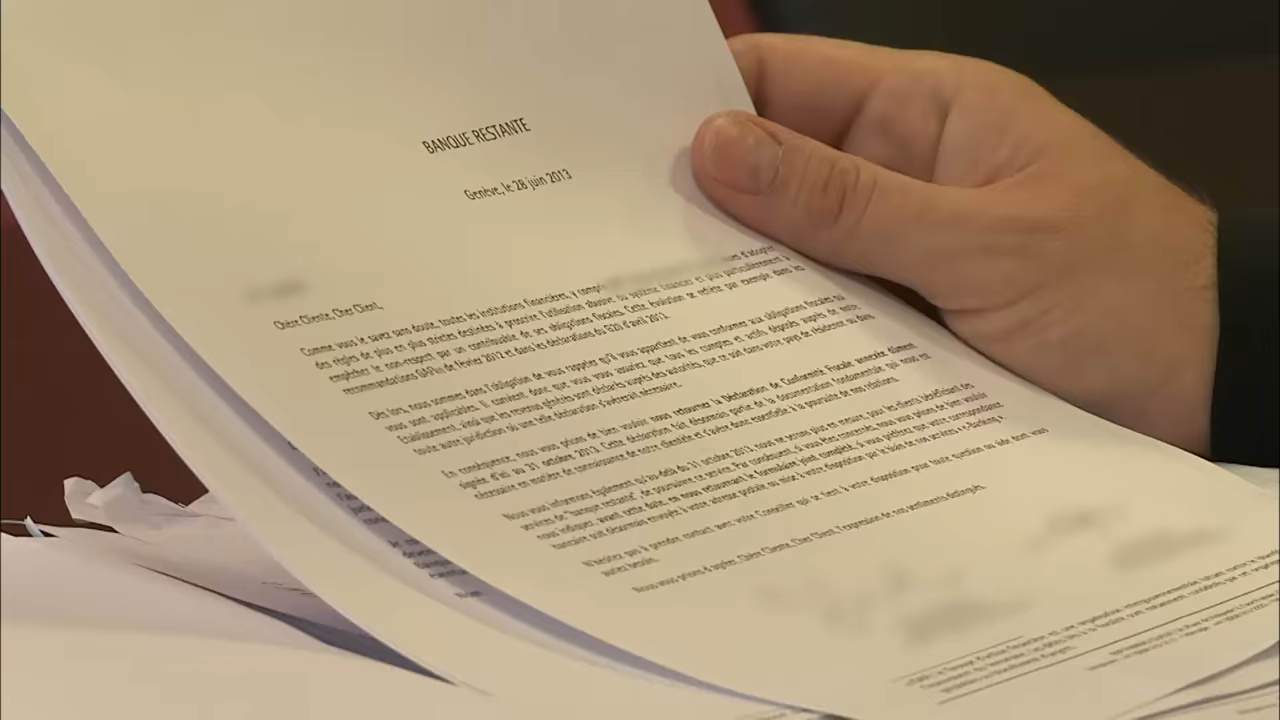 BANQUE RESTANTE
Genève, le 28 juin 2013
Chère Cliente, Cher Client,
Comme vous le savez sans doute, toutes les institutions financières, y compris d'adopter
des règles de plus en plus strictes destinées à proscrire l'utilisation abusive du système financier et plus particulièrement à
empêcher le non-respect par un contribuable de ses obligations fiscales. Cette évolution se reflète par exemple dans les
recommandations GAFI de février 2012 et dans les déclarations du G20 d'avril 2013.
Dès lors, nous sommes dans l'obligation de vous rappeler qu'il vous appartient de vous conformer aux obligations fiscales qui
vous sont applicables. Il convient donc que vous vous assuriez que tous les comptes et actifs déposés auprès de notre
Etablissement, ainsi que les revenus générés sont déclarés auprès des autorités, que ce soit dans votre pays de résidence ou dans
toute autre juridiction où une telle déclaration s'avérerait nécessaire.
En conséquence, nous vous prions de bien vouloir nous retourner la Déclaration de Conformité Fiscale annexée dûment
signée d'ici au 31 octobre 2013. Cette déclaration fait désormais partie de la documentation fondamentale qui nous est
nécessaire en matière de connaissance de notre clientèle et s'avère donc essentielle à la poursuite de nos relations.
Nous vous informons également qu'au-delà du 31 octobre 2013, nous ne serons plus en mesure, pour les clients bénéficiant des
services de "banque restante", de poursuivre ce service. Par conséquent, si vous êtes concerné, nous vous prions de bien vouloir
nous indiquer, avant cette date, en nous retournant le formulaire joint complété, si vous préférez que votre correspondance
bancaire soit désormais envoyée à votre adresse postale ou mise à votre disposition par le biais de nos services « e-Banking ».
N'hésitez pas à prendre contact avec votre Conseiller qui se tient à votre disposition pour toute question ou aide dont vous
auriez besoin.
Nous vous prions d'agréer, Chère Cliente, Cher Client, l'expression de nos sentiments distingués.